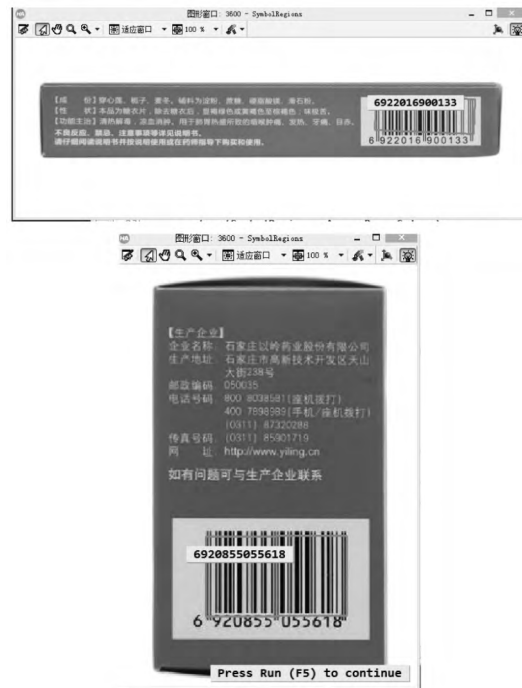 图形窗口: 3600 - SymbolRegions
适应窗口
100 %
【成 份】穿心莲、栀子、麦冬。辅料为淀粉、蔗糖、硬脂酸镁、滑石粉。
【性 状】本品为糖衣片，除去糖衣后，显褐绿色或黄褐色至棕褐色；味极苦。
【功能主治】清热解毒，凉血消肿。用于肺胃热盛所致的咽喉肿痛、发热、牙痛、目赤。
不良反应、禁忌、注意事项等详见说明书。
请仔细阅读说明书并按说明使用或在药师指导下购买和使用。
6922016900133
6 922016 900133
图形窗口: 3600 - SymbolRegions
适应窗口
100 %
【生产企业】
企业名称 石家庄以岭药业股份有限公司
生产地址 石家庄市高新技术开发区天山
大街238号
邮政编码 050035
电话号码 800 8038581(座机拨打)
400 7898989(手机/座机拨打)
(0311) 87320288
传真号码 (0311) 85901719
网 址 http://www.yiling.cn
如有问题可与生产企业联系
6920855055618
6 920855 055618
Press Run (F5) to continue